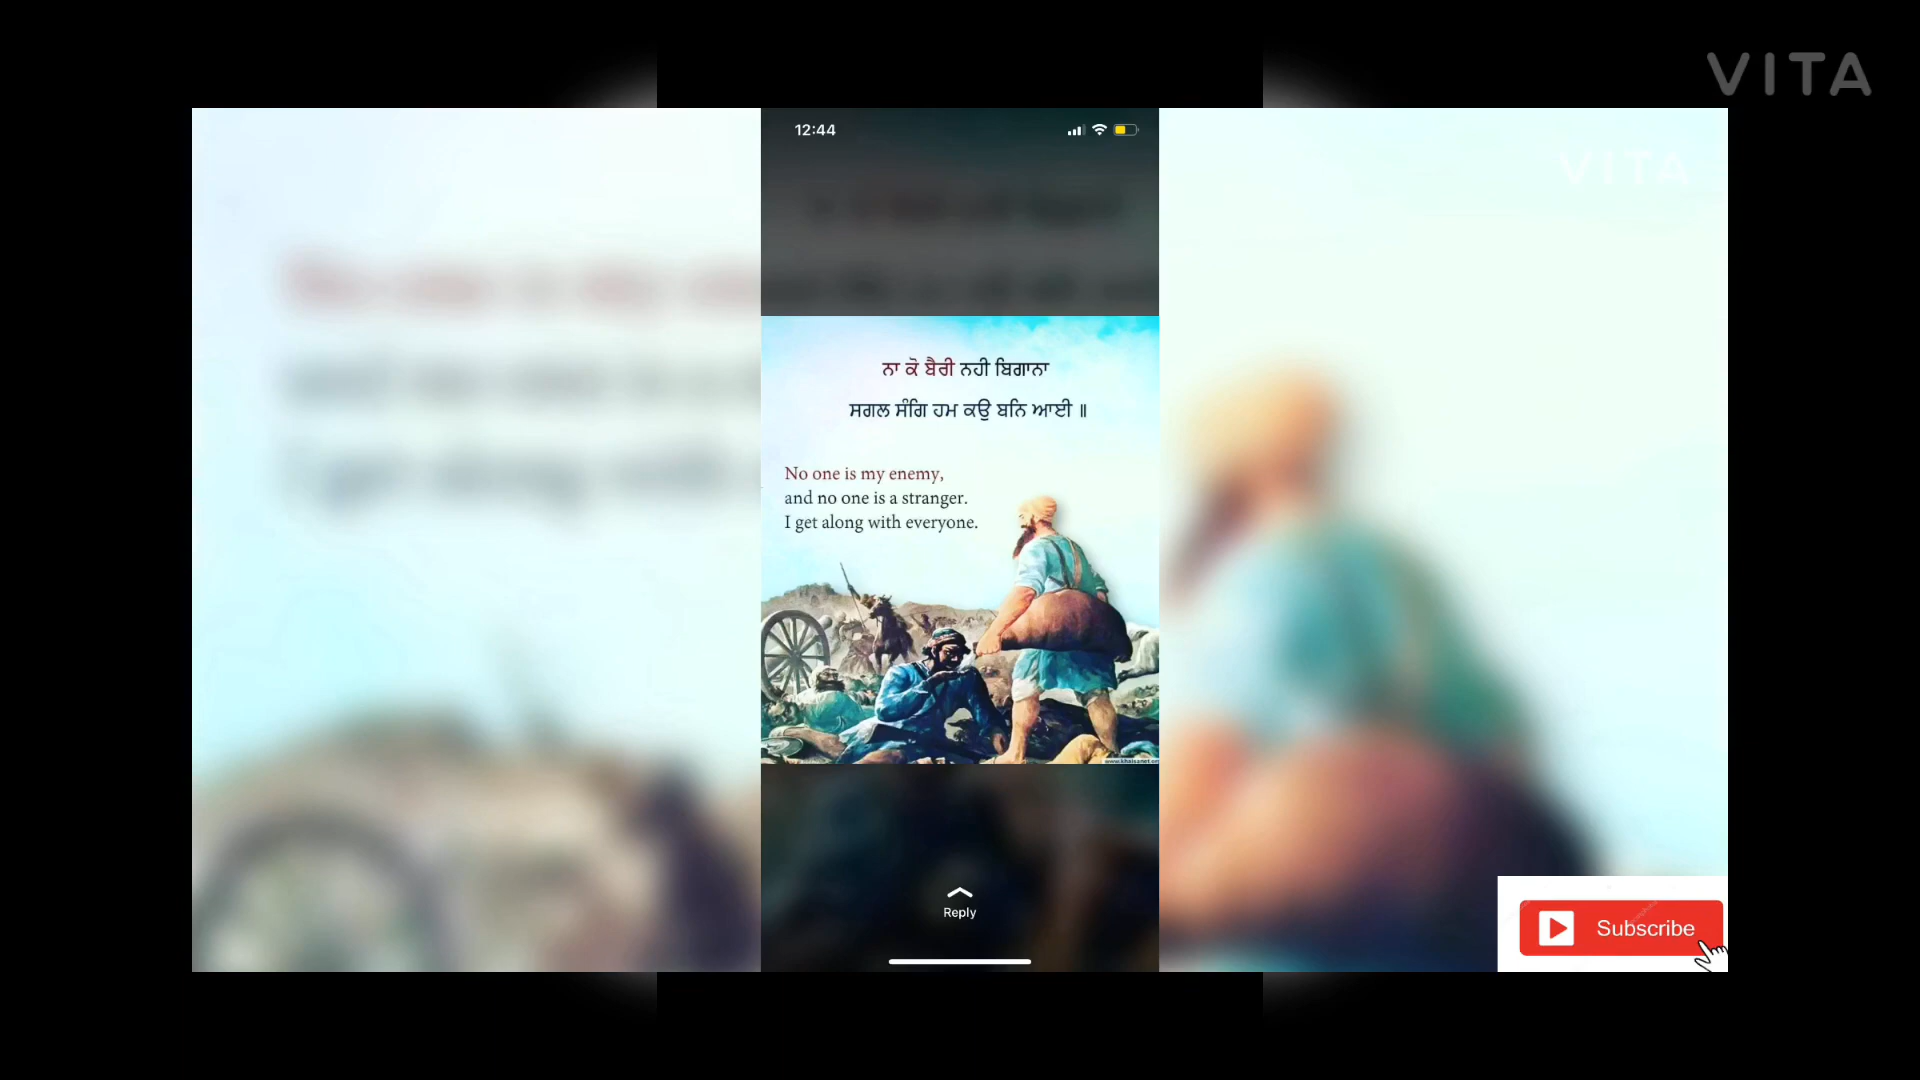 VITA
VITA
12:44
ਨਾ ਕੋ ਬੈਰੀ ਨਹੀ ਬਿਗਾਨਾ
ਸਗਲ ਸੰਗਿ ਹਮ ਕਉ ਬਨਿ ਆਈ ॥
No one is my enemy,
and no one is a stranger.
I get along with everyone.
Reply
Subscribe